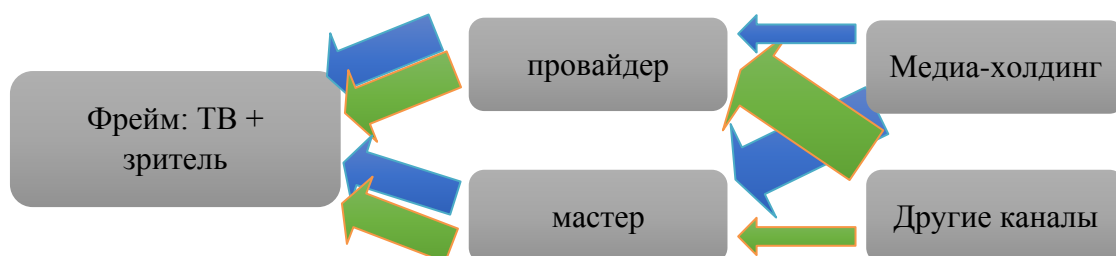 Фрейм: ТВ +
зритель
провайдер
мастер
Медиа-холдинг
Другие каналы